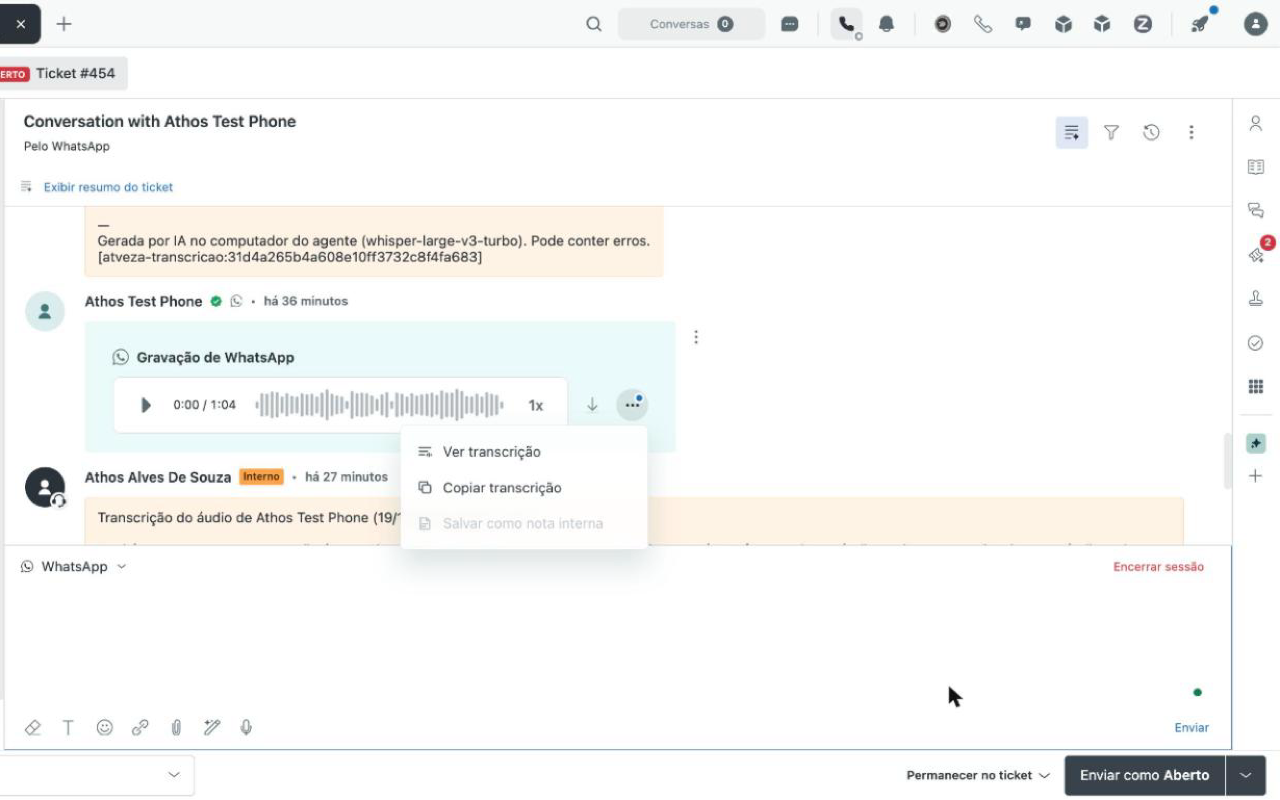 Conversas 0
ERTO Ticket #454
Conversation with Athos Test Phone
Pelo WhatsApp
Exibir resumo do ticket
—
Gerada por IA no computador do agente (whisper-large-v3-turbo). Pode conter erros.
[atveza-transcricao:31d4a265b4a608e10ff3732c8f4fa683]
2
Athos Test Phone • há 36 minutos
Gravação de WhatsApp
0:00 / 1:04 1x
Ver transcrição
Athos Alves De Souza Interno • há 27 minutos
Copiar transcrição
Transcrição do áudio de Athos Test Phone (19/
Salvar como nota interna
WhatsApp
Encerrar sessão
Enviar
Permanecer no ticket
Enviar como Aberto